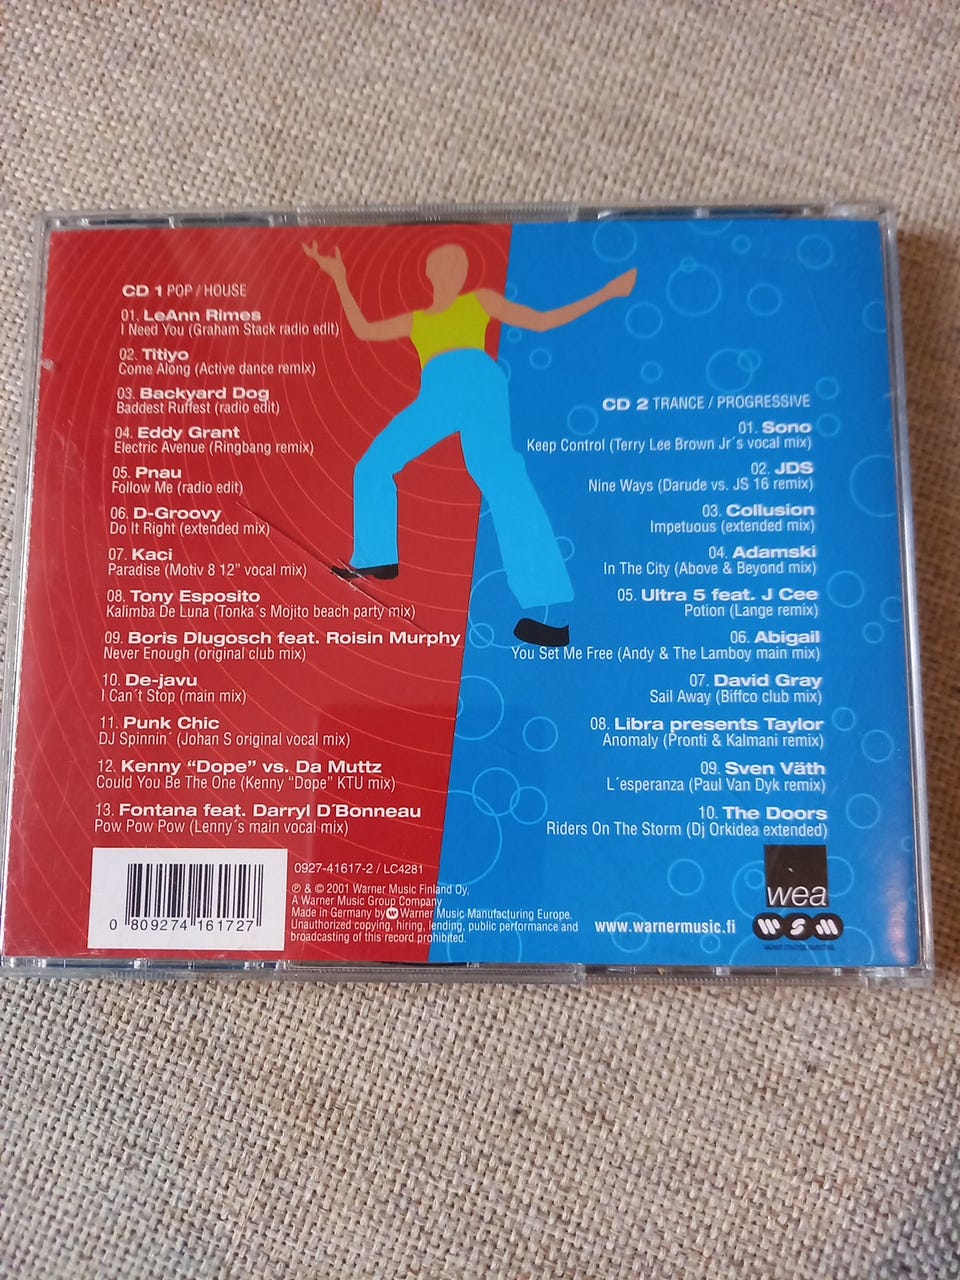 CD 1 POP / HOUSE
01. LeAnn Rimes
I Need You (Graham Stack radio edit)
02. Titiyo
Come Along (Active dance remix)
03. Backyard Dog
Baddest Ruffest (radio edit)
04. Eddy Grant
Electric Avenue (Ringbang remix)
05. Pnau
Follow Me (radio edit)
06. D-Groovy
Do It Right (extended mix)
07. Kaci
Paradise (Motiv 8 12” vocal mix)
08. Tony Esposito
Kalimba De Luna (Tonka´s Mojito beach party mix)
09. Boris Dlugosch feat. Roisin Murphy
Never Enough (original club mix)
10. De-javu
I Can´t Stop (main mix)
11. Punk Chic
DJ Spinnin´ (Johan S original vocal mix)
12. Kenny “Dope” vs. Da Muttz
Could You Be The One (Kenny “Dope” KTU mix)
13. Fontana feat. Darryl D´Bonneau
Pow Pow Pow (Lenny´s main vocal mix)
CD 2 TRANCE / PROGRESSIVE
01. Sono
Keep Control (Terry Lee Brown Jr´s vocal mix)
02. JDS
Nine Ways (Darude vs. JS 16 remix)
03. Collusion
Impetuous (extended mix)
04. Adamski
In The City (Above & Beyond mix)
05. Ultra 5 feat. J Cee
Potion (Lange remix)
06. Abigail
You Set Me Free (Andy & The Lamboy main mix)
07. David Gray
Sail Away (Biffco club mix)
08. Libra presents Taylor
Anomaly (Pronti & Kalmani remix)
09. Sven Väth
L´esperanza (Paul Van Dyk remix)
10. The Doors
Riders On The Storm (Dj Orkidea extended)
0 809274 161727
0927-41617-2 / LC4281
℗ & © 2001 Warner Music Finland Oy,
A Warner Music Group Company
Made in Germany by Warner Music Manufacturing Europe.
Unauthorized copying, hiring, lending, public performance and
broadcasting of this record prohibited.
www.warnermusic.fi
wea
WSM